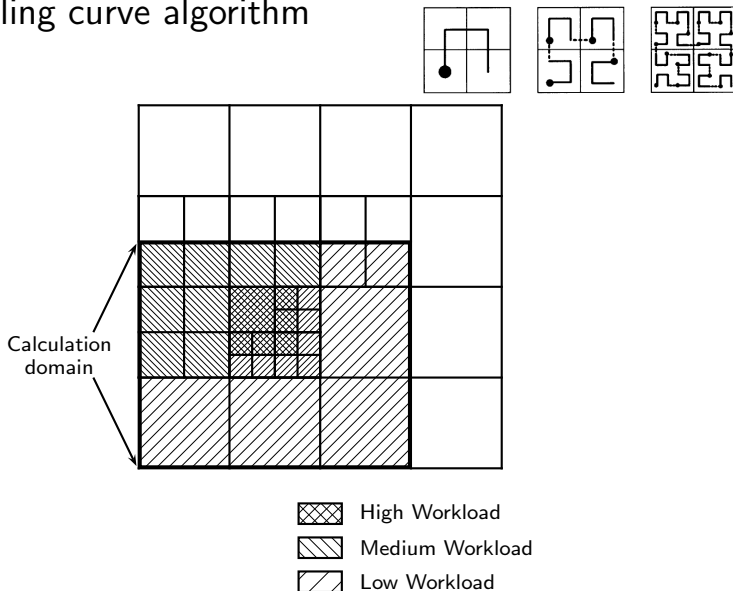 ling curve algorithm
Calculation
domain
High Workload
Medium Workload
Low Workload